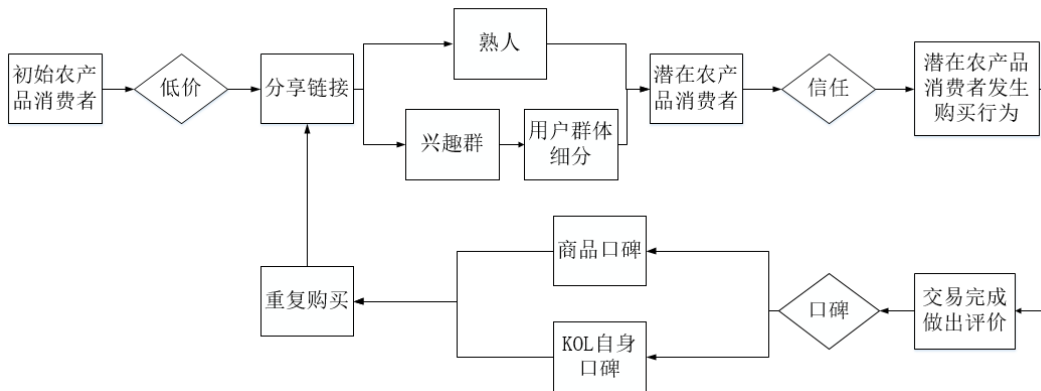 初始农产
品消费者
低价
分享链接
熟人
兴趣群
用户群体
细分
潜在农产
品消费者
信任
潜在农产品
消费者发生
购买行为
交易完成
做出评价
口碑
商品口碑
KOL自身
口碑
重复购买